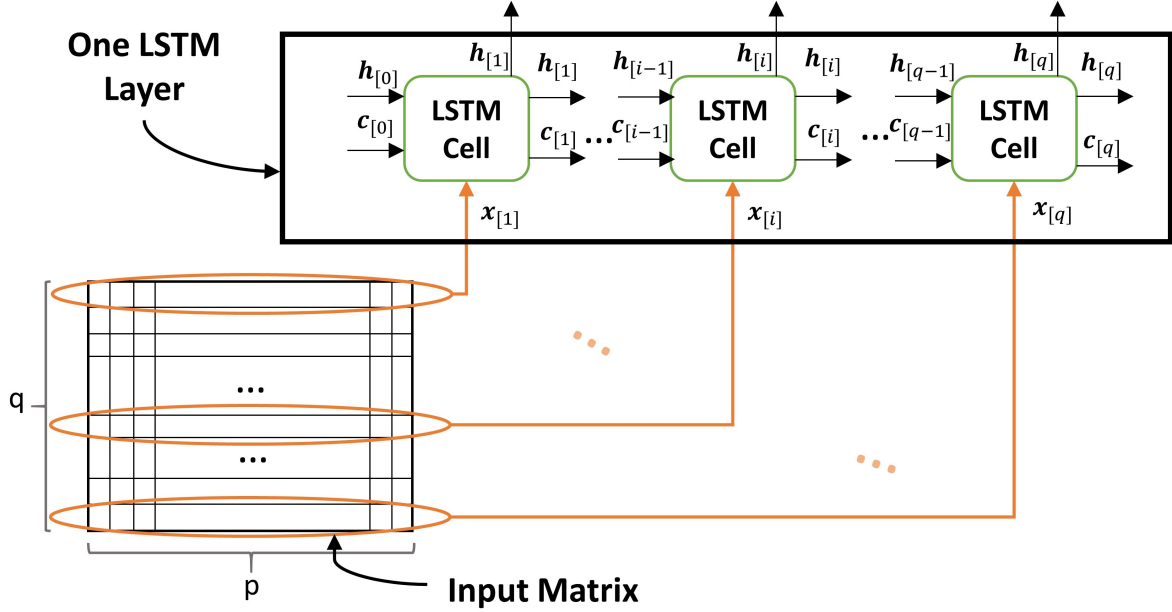 One LSTM
Layer
h[0]
c[0]
h[1]
LSTM
Cell
h[1]
c[1]
...
h[i−1]
c[i−1]
h[i]
LSTM
Cell
h[i]
c[i]
...
h[q−1]
c[q−1]
h[q]
LSTM
Cell
h[q]
c[q]
x[1]
x[i]
x[q]
q
...
...
p
Input Matrix